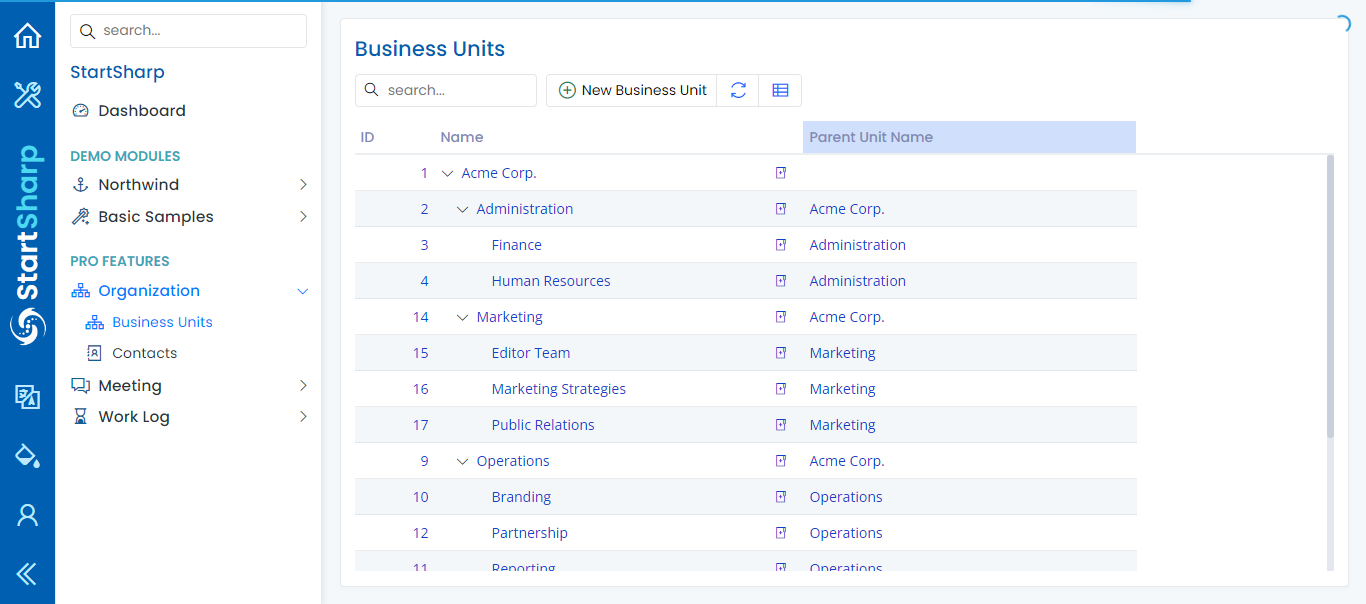 StartSharp
search...
StartSharp
Dashboard
DEMO MODULES
Northwind
Basic Samples
PRO FEATURES
Organization
Business Units
Contacts
Meeting
Work Log
Business Units
search...
New Business Unit
ID Name Parent Unit Name
1 Acme Corp.
2 Administration Acme Corp.
3 Finance Administration
4 Human Resources Administration
14 Marketing Acme Corp.
15 Editor Team Marketing
16 Marketing Strategies Marketing
17 Public Relations Marketing
9 Operations Acme Corp.
10 Branding Operations
12 Partnership Operations
11 Reporting Operations